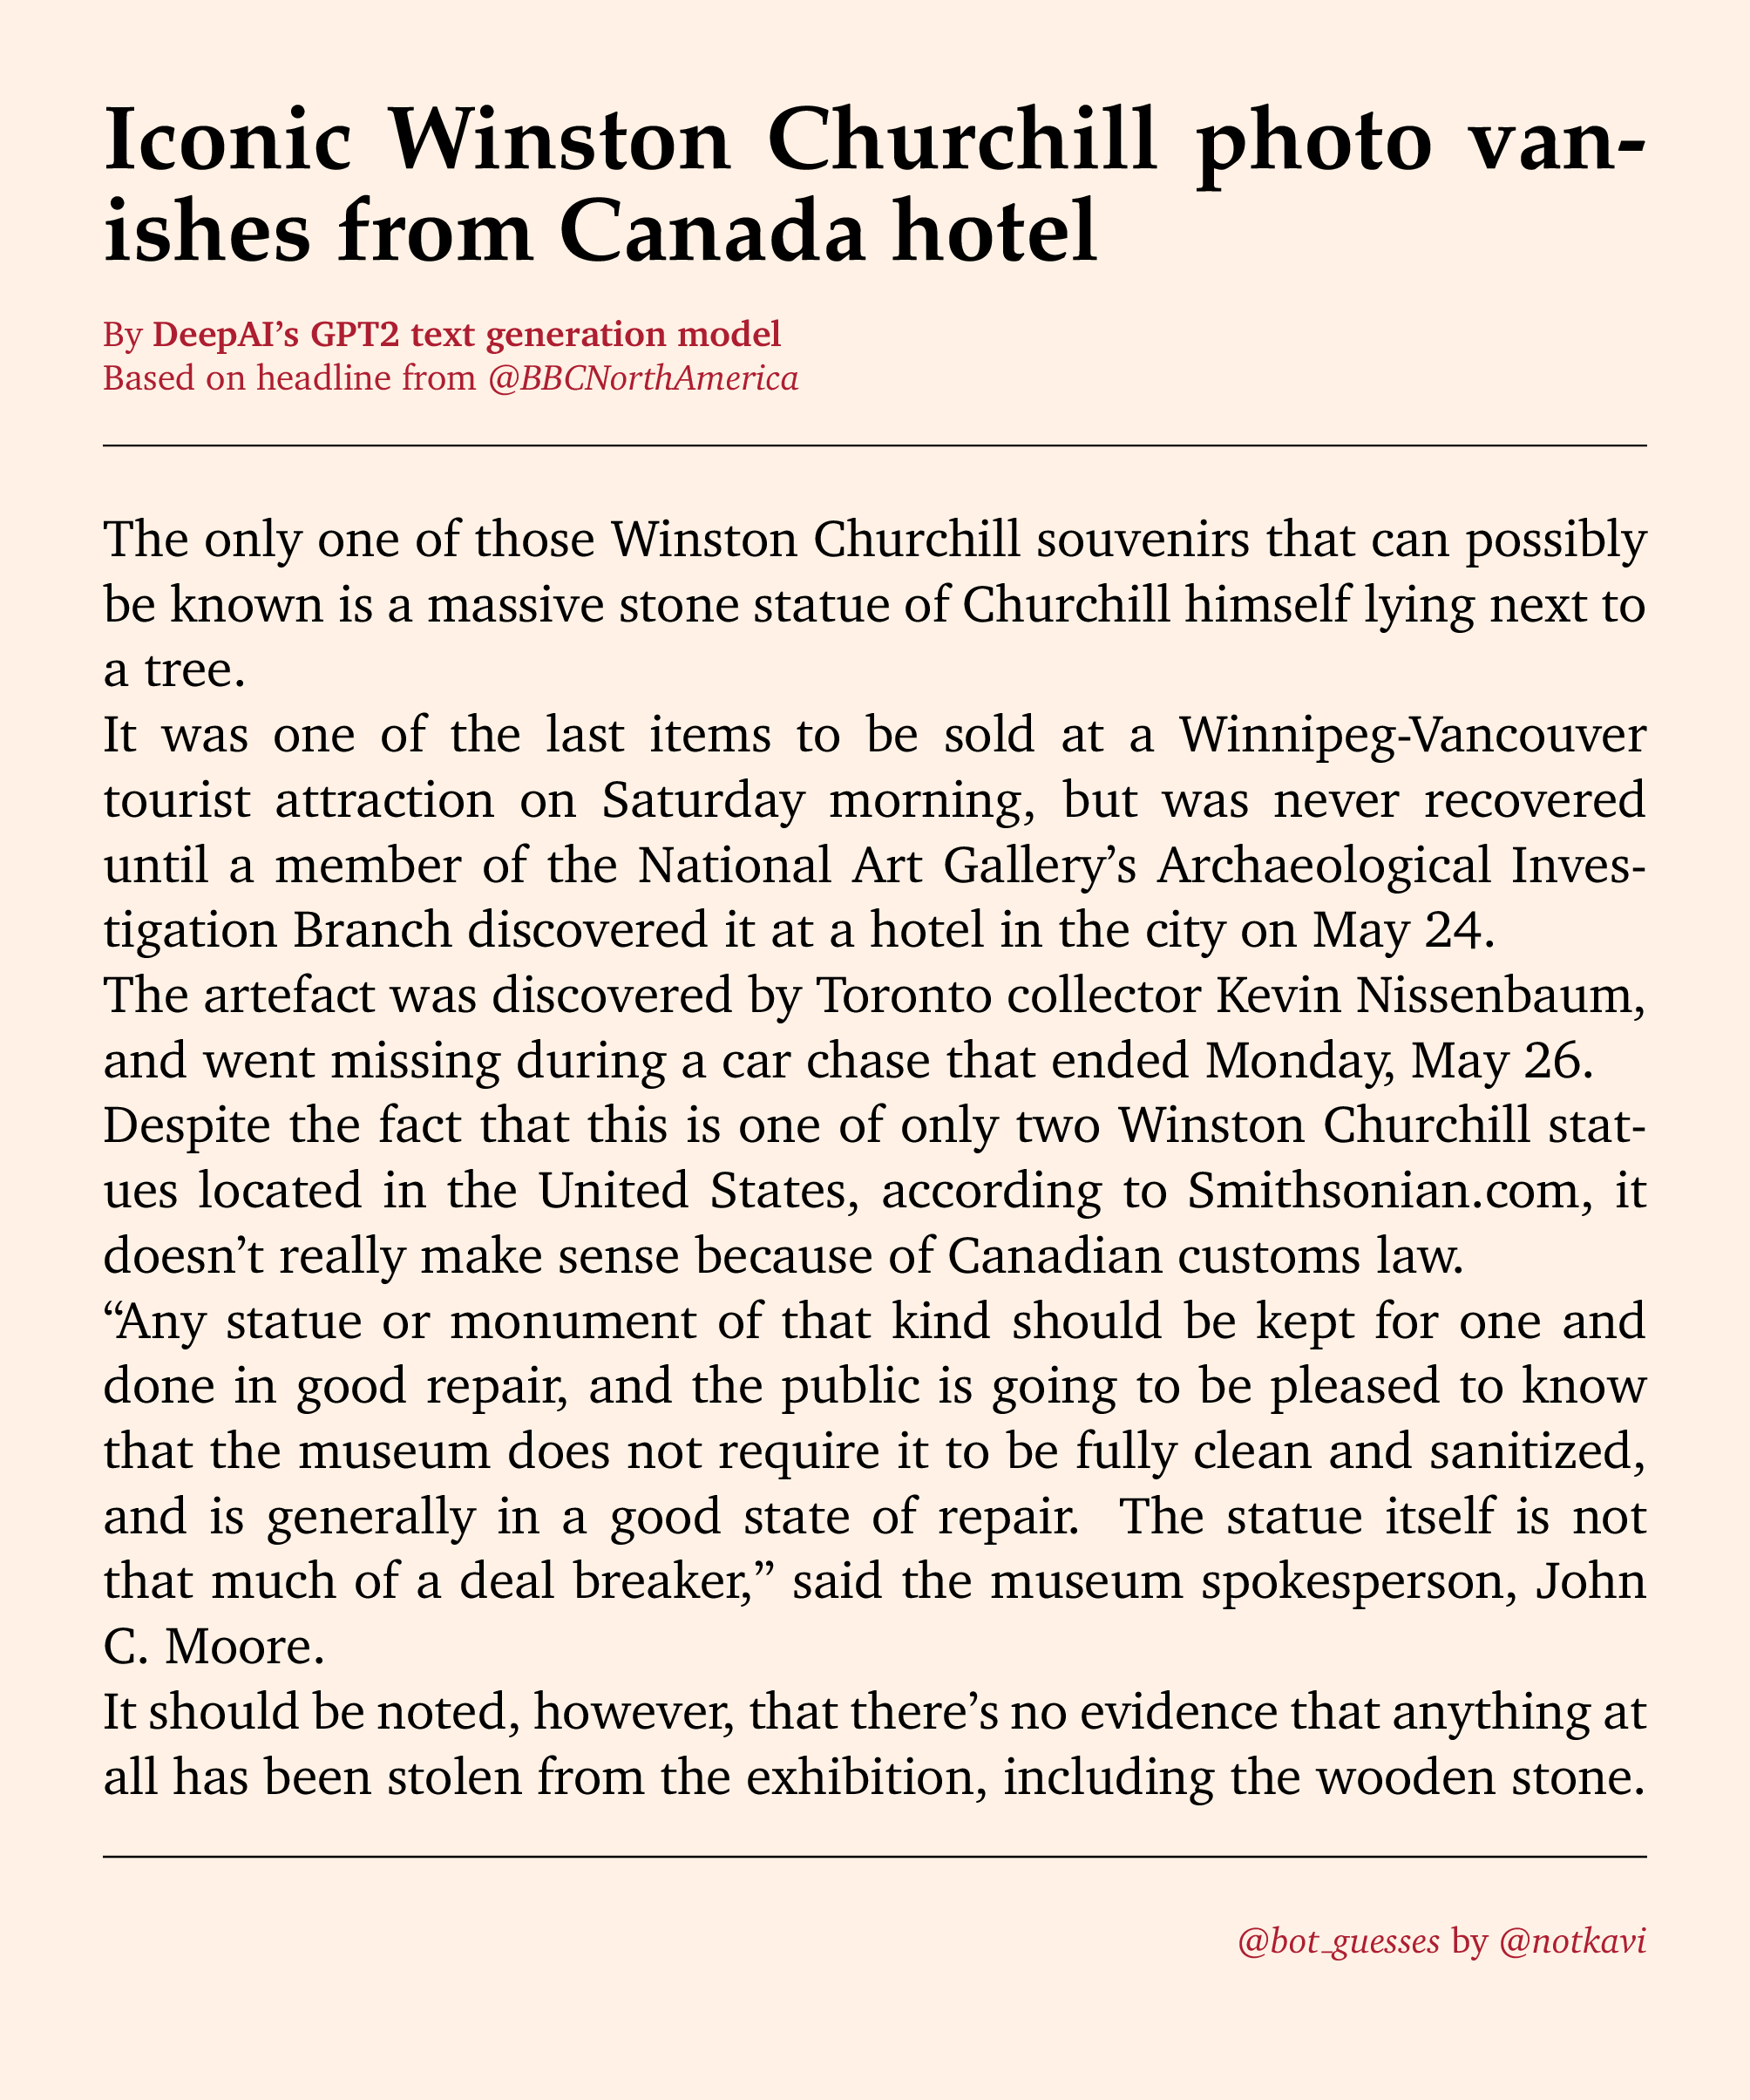 Iconic Winston Churchill photo van-
ishes from Canada hotel
By DeepAI's GPT2 text generation model
Based on headline from @BBCNorthAmerica
The only one of those Winston Churchill souvenirs that can possibly
be known is a massive stone statue of Churchill himself lying next to
a tree.
It was one of the last items to be sold at a Winnipeg-Vancouver
tourist attraction on Saturday morning, but was never recovered
until a member of the National Art Gallery’s Archaeological Inves-
tigation Branch discovered it at a hotel in the city on May 24.
The artefact was discovered by Toronto collector Kevin Nissenbaum,
and went missing during a car chase that ended Monday, May 26.
Despite the fact that this is one of only two Winston Churchill stat-
ues located in the United States, according to Smithsonian.com, it
doesn’t really make sense because of Canadian customs law.
“Any statue or monument of that kind should be kept for one and
done in good repair, and the public is going to be pleased to know
that the museum does not require it to be fully clean and sanitized,
and is generally in a good state of repair. The statue itself is not
that much of a deal breaker,” said the museum spokesperson, John
C. Moore.
It should be noted, however, that there’s no evidence that anything at
all has been stolen from the exhibition, including the wooden stone.
@bot_guesses by @notkavi